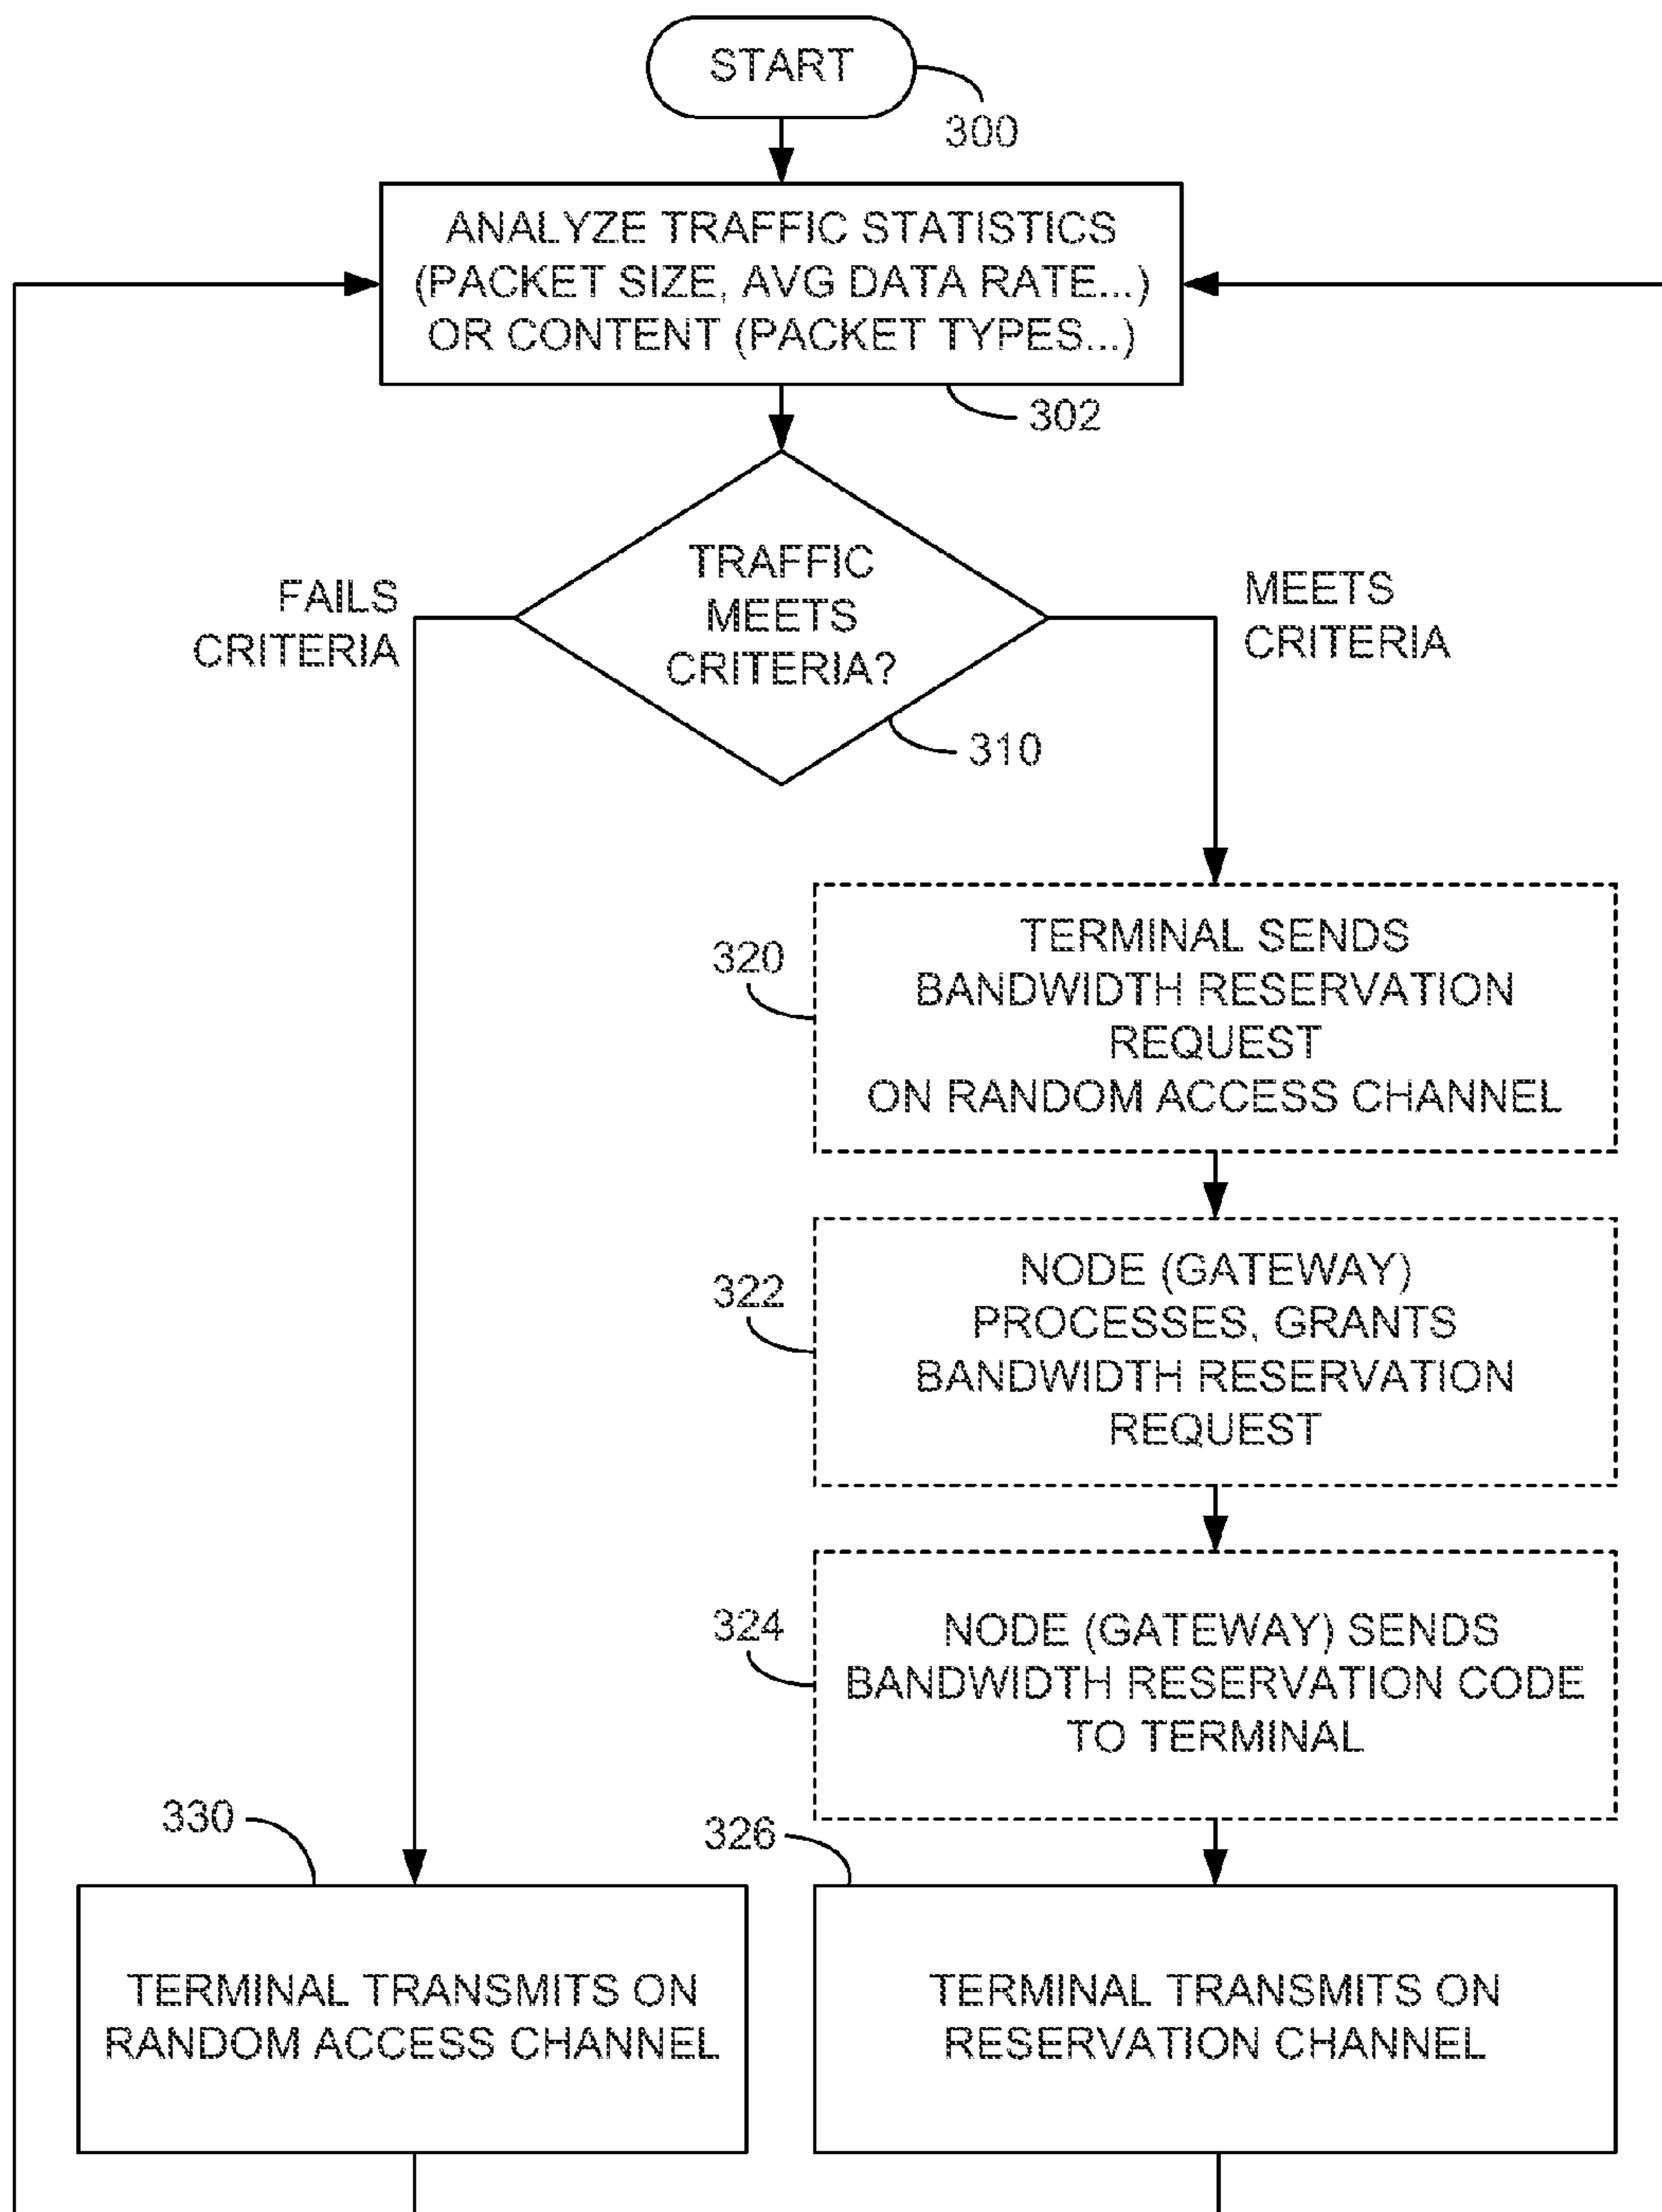 START
300
ANALYZE TRAFFIC STATISTICS
(PACKET SIZE, AVG DATA RATE...)
OR CONTENT (PACKET TYPES...)
302
TRAFFIC
MEETS
CRITERIA?
310
FAILS
CRITERIA
MEETS
CRITERIA
320
TERMINAL SENDS
BANDWIDTH RESERVATION
REQUEST
ON RANDOM ACCESS CHANNEL
322
NODE (GATEWAY)
PROCESSES, GRANTS
BANDWIDTH RESERVATION
REQUEST
324
NODE (GATEWAY) SENDS
BANDWIDTH RESERVATION CODE
TO TERMINAL
330
TERMINAL TRANSMITS ON
RANDOM ACCESS CHANNEL
326
TERMINAL TRANSMITS ON
RESERVATION CHANNEL